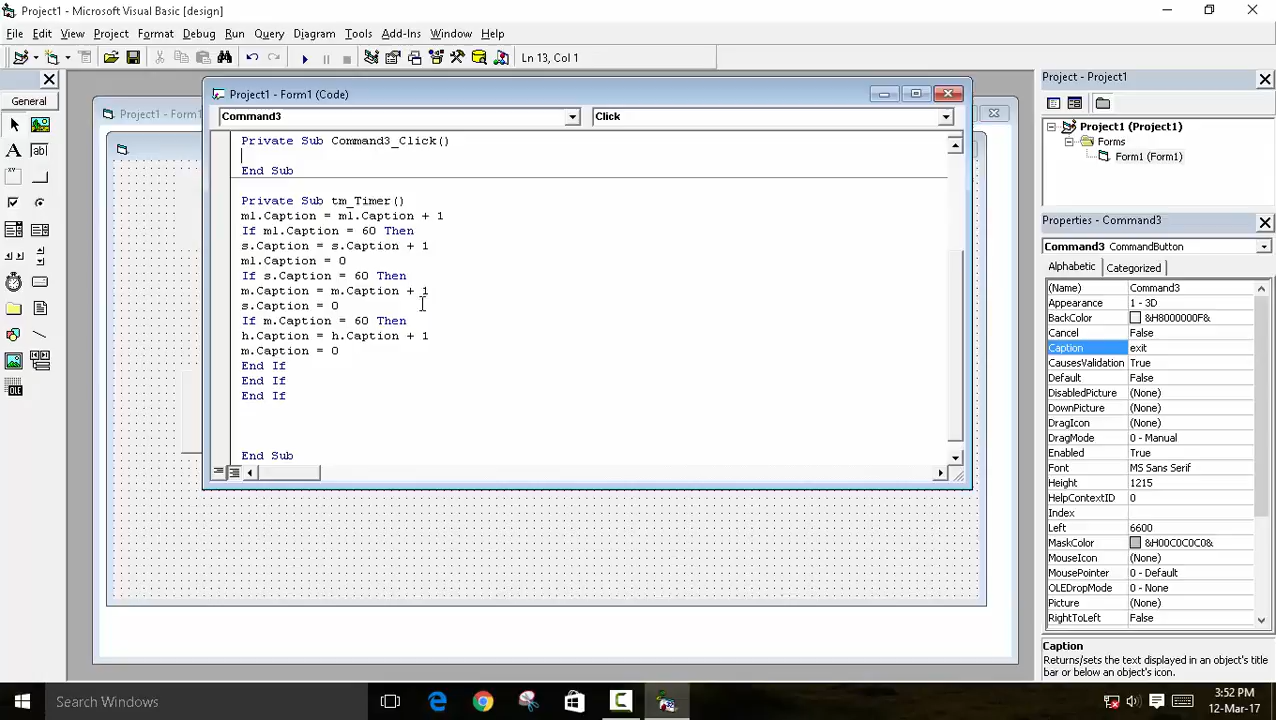 Project1 - Microsoft Visual Basic [design]
File Edit View Project Format Debug Run Query Diagram Tools Add-Ins Window Help
Ln 13, Col 1
General
Project1 - Form1
Project1 - Form1 (Code)
Command3
Click
Private Sub Command3_Click()
End Sub
Private Sub tm_Timer()
ml.Caption = ml.Caption + 1
If ml.Caption = 60 Then
s.Caption = s.Caption + 1
ml.Caption = 0
If s.Caption = 60 Then
m.Caption = m.Caption + 1
s.Caption = 0
If m.Caption = 60 Then
h.Caption = h.Caption + 1
m.Caption = 0
End If
End If
End If
End Sub
Project - Project1
Project1 (Project1)
Forms
Form1 (Form1)
Properties - Command3
Command3 CommandButton
Alphabetic Categorized
(Name) Command3
Appearance 1 - 3D
BackColor &H8000000F&
Cancel False
Caption exit
CausesValidation True
Default False
DisabledPicture (None)
DownPicture (None)
DragIcon (None)
DragMode 0 - Manual
Enabled True
Font MS Sans Serif
Height 1215
HelpContextID 0
Index
Left 6600
MaskColor &H00C0C0C0&
MouseIcon (None)
MousePointer 0 - Default
OLEDropMode 0 - None
Picture (None)
RightToLeft False
Caption
Returns/sets the text displayed in an object's title
bar or below an object's icon.
Search Windows
3:52 PM
12-Mar-17